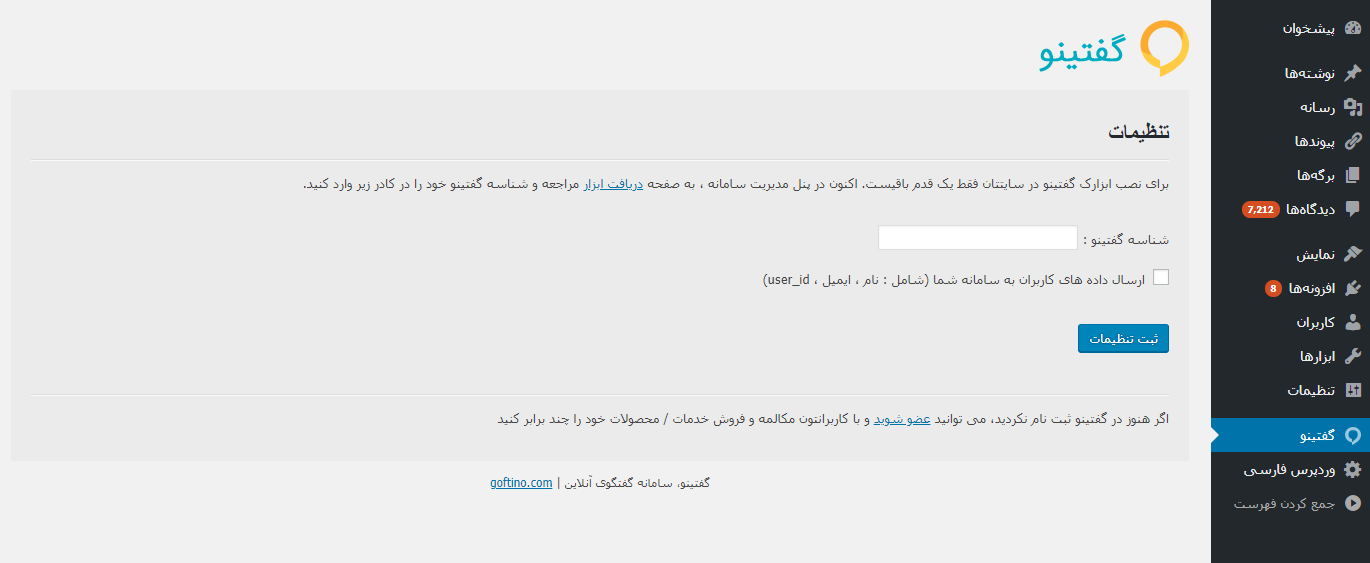 پیشخوان
نوشته‌ها
رسانه
پیوندها
برگه‌ها
دیدگاه‌ها 7,212
نمایش
افزونه‌ها 8
کاربران
ابزارها
تنظیمات
گفتینو
وردپرس فارسی
جمع کردن فهرست
گفتینو
تنظیمات
برای نصب ابزارک گفتینو در سایتتان فقط یک قدم باقیست. اکنون در پنل مدیریت سامانه ، به صفحه دریافت ابزار مراجعه و شناسه گفتینو خود را در کادر زیر وارد کنید.
شناسه گفتینو :
ارسال داده های کاربران به سامانه شما (شامل : نام ، ایمیل ، user_id)
ثبت تنظیمات
اگر هنوز در گفتینو ثبت نام نکردید، می توانید عضو شوید و با کاربرانتون مکالمه و فروش خدمات / محصولات خود را چند برابر کنید
گفتینو، سامانه گفتگوی آنلاین | goftino.com